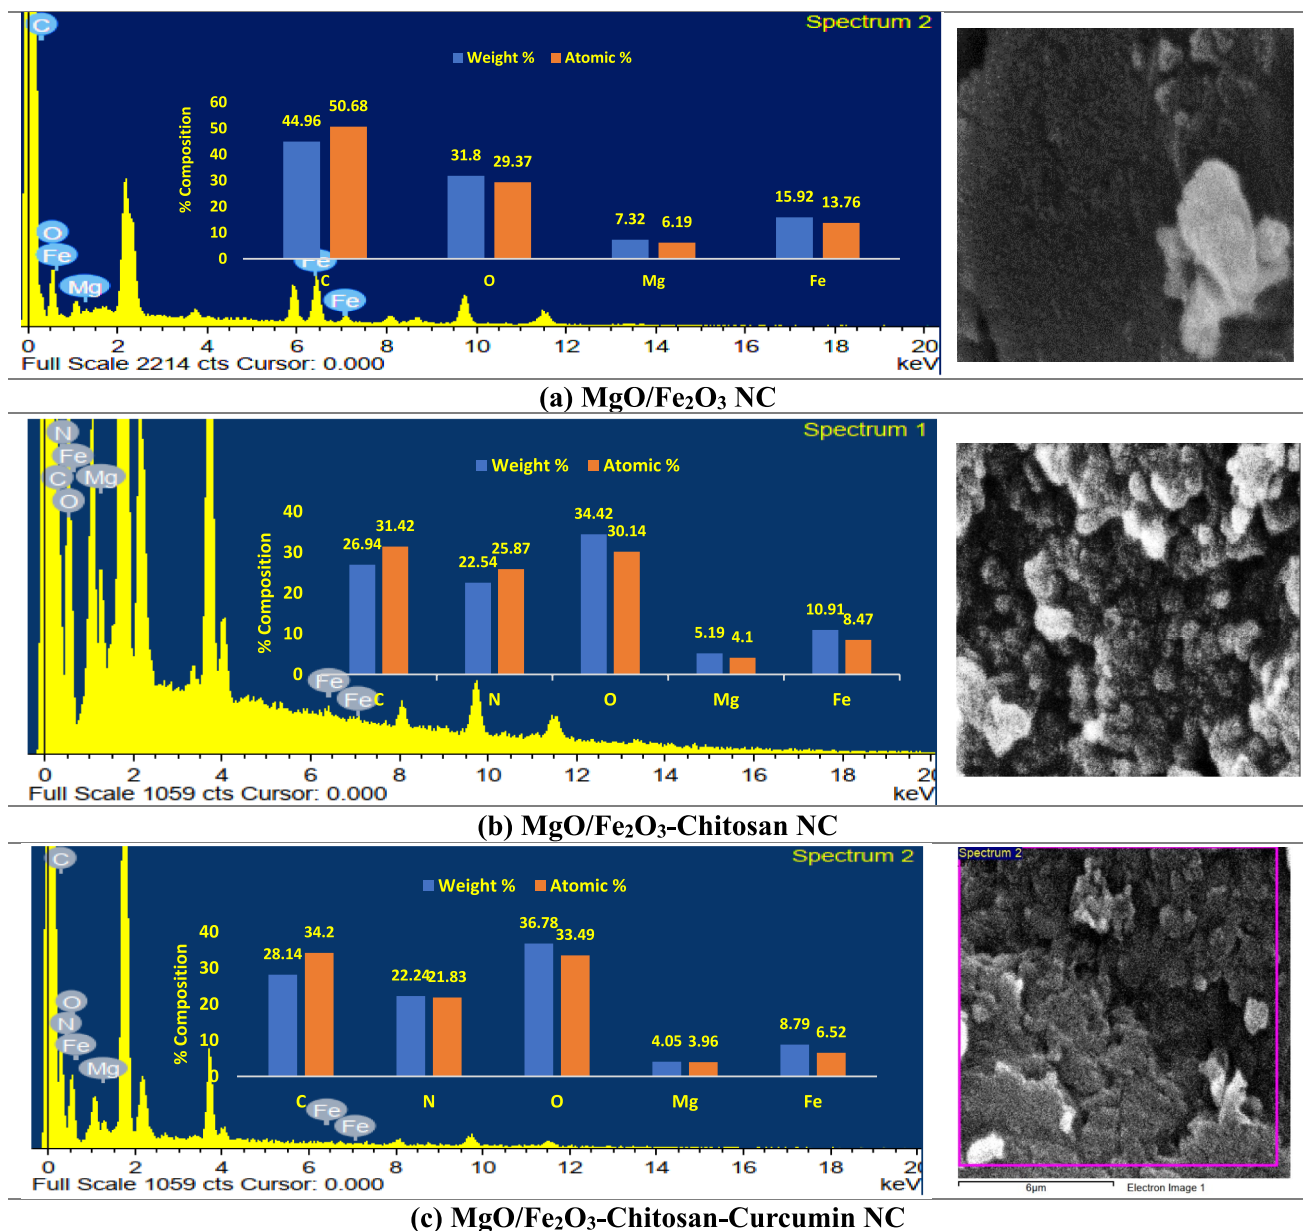 Spectrum 2
C
Weight % Atomic %
% Composition
60
50
40
30
20
10
0
44.96 50.68
31.8 29.37
7.32 6.19
15.92 13.76
C O Mg Fe
O
Fe
Mg
Fe
Fe
0 2 4 6 8 10 12 14 16 18 20
Full Scale 2214 cts Cursor: 0.000 keV
(a) MgO/Fe₂O₃ NC
Spectrum 1
N
Fe
C Mg
O
Weight % Atomic %
% Composition
40
30
20
10
0
26.94 31.42
22.54 25.87
34.42 30.14
5.19 4.1
10.91 8.47
C N O Mg Fe
Fe
Fe
0 2 4 6 8 10 12 14 16 18 20
Full Scale 1059 cts Cursor: 0.000 keV
(b) MgO/Fe₂O₃-Chitosan NC
Spectrum 2
C
Weight % Atomic %
% Composition
40
30
20
10
0
28.14 34.2
22.24 21.83
36.78 33.49
4.05 3.96
8.79 6.52
C N O Mg Fe
O
N
Fe
Mg
Fe
Fe
0 2 4 6 8 10 12 14 16 18 20
Full Scale 1059 cts Cursor: 0.000 keV
Spectrum 2
6µm Electron Image 1
(c) MgO/Fe₂O₃-Chitosan-Curcumin NC